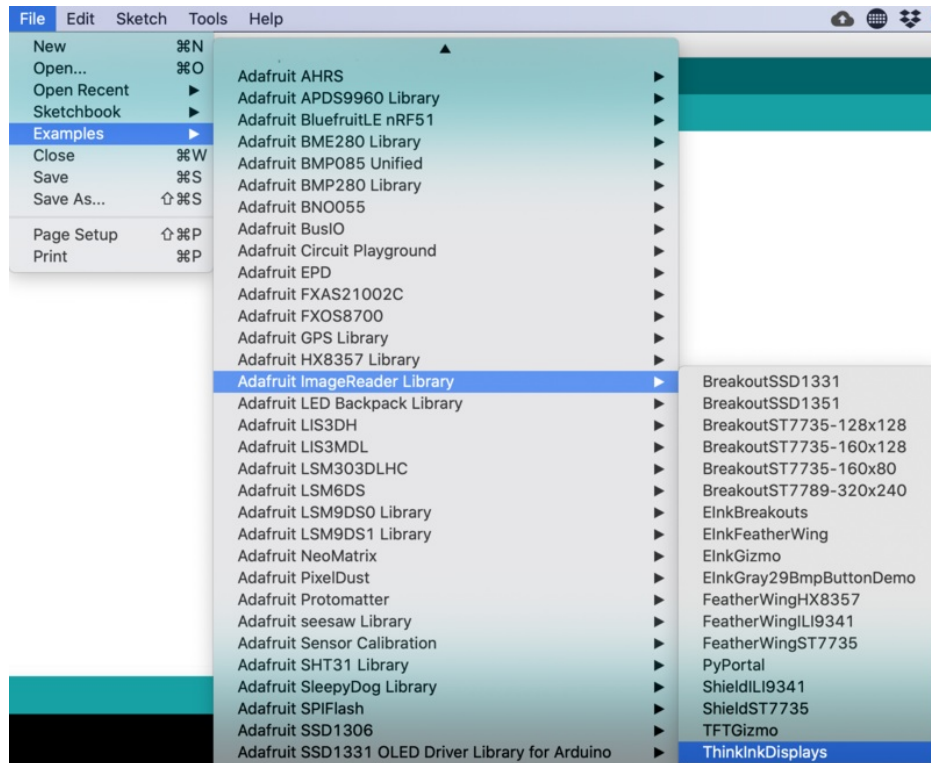 File Edit Sketch Tools Help
New ⌘N
Open... ⌘O
Open Recent
Sketchbook
Examples
Close ⌘W
Save ⌘S
Save As... ⇧⌘S
Page Setup ⇧⌘P
Print ⌘P
Adafruit AHRS
Adafruit APDS9960 Library
Adafruit BluefruitLE nRF51
Adafruit BME280 Library
Adafruit BMP085 Unified
Adafruit BMP280 Library
Adafruit BNO055
Adafruit BusIO
Adafruit Circuit Playground
Adafruit EPD
Adafruit FXAS21002C
Adafruit FXOS8700
Adafruit GPS Library
Adafruit HX8357 Library
Adafruit ImageReader Library
Adafruit LED Backpack Library
Adafruit LIS3DH
Adafruit LIS3MDL
Adafruit LSM303DLHC
Adafruit LSM6DS
Adafruit LSM9DS0 Library
Adafruit LSM9DS1 Library
Adafruit NeoMatrix
Adafruit PixelDust
Adafruit Protomatter
Adafruit seesaw Library
Adafruit Sensor Calibration
Adafruit SHT31 Library
Adafruit SleepyDog Library
Adafruit SPIFlash
Adafruit SSD1306
Adafruit SSD1331 OLED Driver Library for Arduino
BreakoutSSD1331
BreakoutSSD1351
BreakoutST7735-128x128
BreakoutST7735-160x128
BreakoutST7735-160x80
BreakoutST7789-320x240
EInkBreakouts
EInkFeatherWing
EInkGizmo
EInkGray29BmpButtonDemo
FeatherWingHX8357
FeatherWingILI9341
FeatherWingST7735
PyPortal
ShieldILI9341
ShieldST7735
TFTGizmo
ThinkInkDisplays